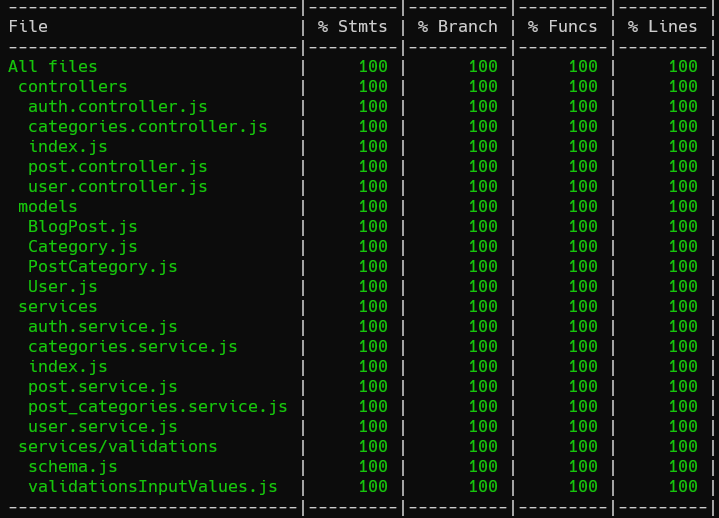 -----------------------------|---------|----------|---------|---------|
File                         | % Stmts | % Branch | % Funcs | % Lines |
-----------------------------|---------|----------|---------|---------|
All files                    |     100 |      100 |     100 |     100 |
 controllers                 |     100 |      100 |     100 |     100 |
  auth.controller.js         |     100 |      100 |     100 |     100 |
  categories.controller.js   |     100 |      100 |     100 |     100 |
  index.js                   |     100 |      100 |     100 |     100 |
  post.controller.js         |     100 |      100 |     100 |     100 |
  user.controller.js         |     100 |      100 |     100 |     100 |
 models                      |     100 |      100 |     100 |     100 |
  BlogPost.js                |     100 |      100 |     100 |     100 |
  Category.js                |     100 |      100 |     100 |     100 |
  PostCategory.js            |     100 |      100 |     100 |     100 |
  User.js                    |     100 |      100 |     100 |     100 |
 services                    |     100 |      100 |     100 |     100 |
  auth.service.js            |     100 |      100 |     100 |     100 |
  categories.service.js      |     100 |      100 |     100 |     100 |
  index.js                   |     100 |      100 |     100 |     100 |
  post.service.js            |     100 |      100 |     100 |     100 |
  post_categories.service.js |     100 |      100 |     100 |     100 |
  user.service.js            |     100 |      100 |     100 |     100 |
 services/validations        |     100 |      100 |     100 |     100 |
  schema.js                  |     100 |      100 |     100 |     100 |
  validationsInputValues.js  |     100 |      100 |     100 |     100 |
-----------------------------|---------|----------|---------|---------|